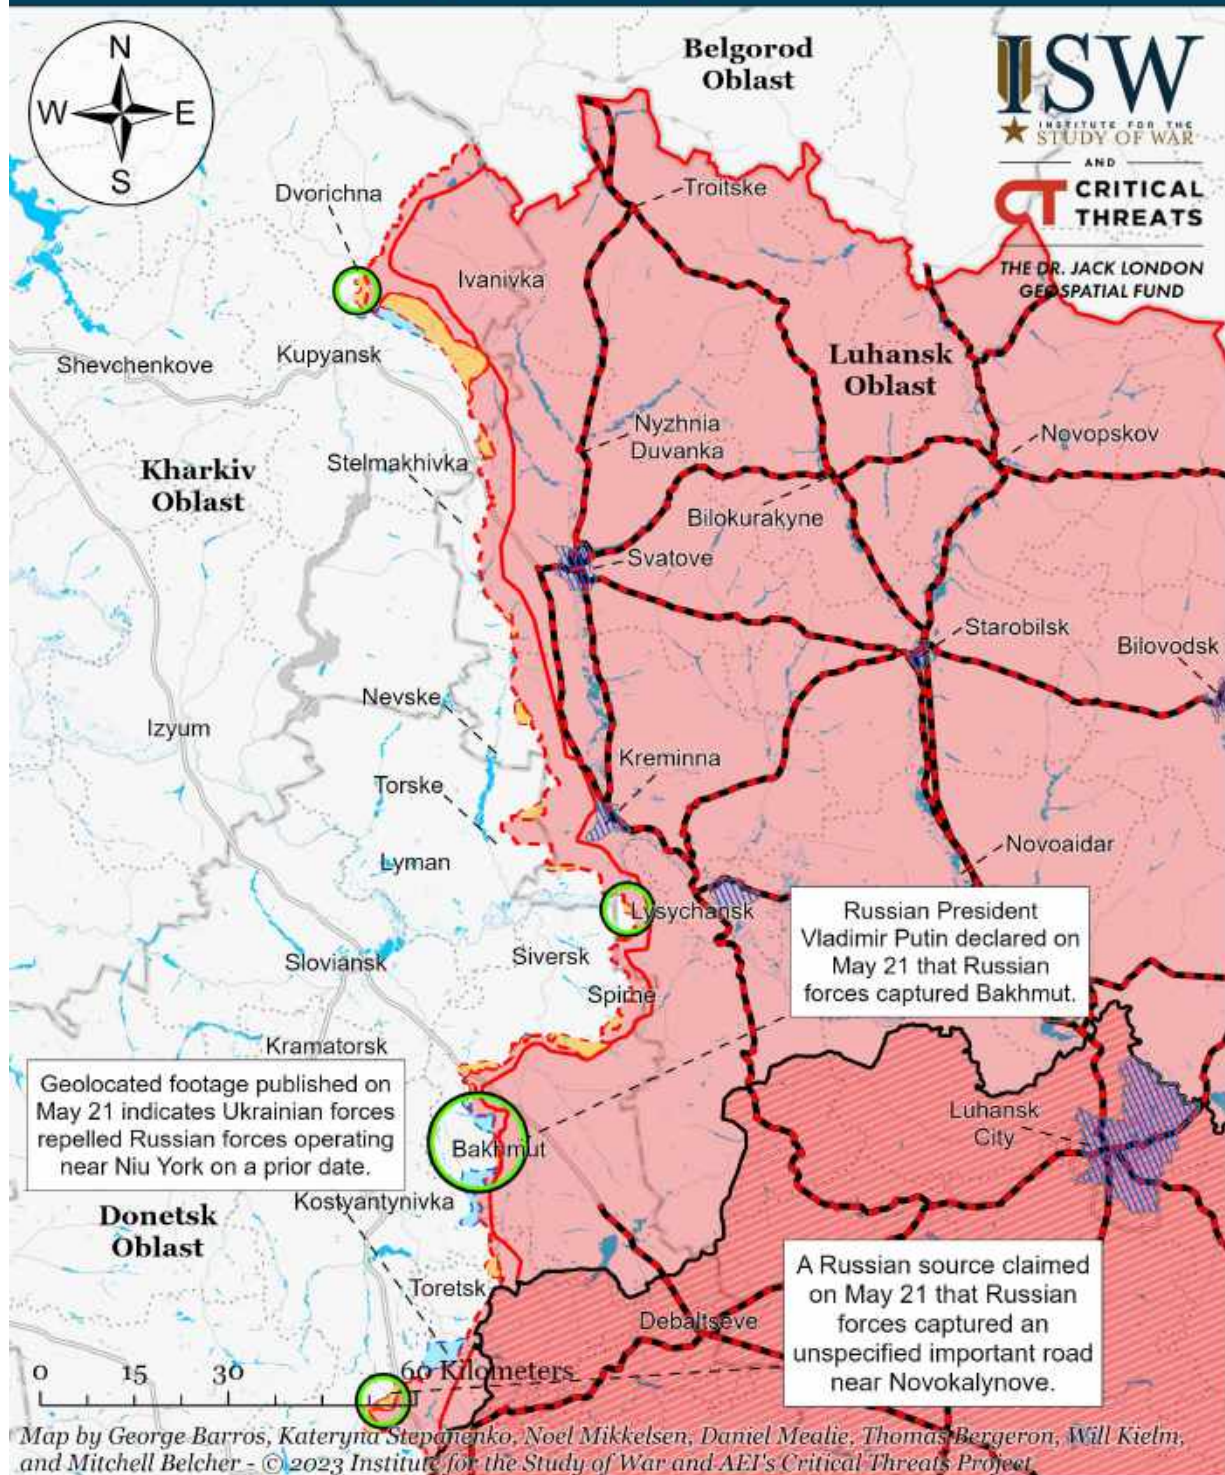 N
W
E
S
Belgorod
Oblast
ISW
INSTITUTE FOR THE
STUDY OF WAR
AND
CT CRITICAL
THREATS
THE DR. JACK LONDON
GEOSPATIAL FUND
Dvorichna
Troitske
Ivanivka
Shevchenkove
Kupyansk
Luhansk
Oblast
Nyzhnia
Duvanka
Novopskov
Kharkiv
Oblast
Stelmakhivka
Bilokurakyne
Svatove
Starobilsk
Bilovodsk
Nevske
Izyum
Kreminna
Torske
Novoaidar
Lyman
Lysychansk
Russian President
Vladimir Putin declared on
May 21 that Russian
forces captured Bakhmut.
Siversk
Sloviansk
Spirne
Kramatorsk
Geolocated footage published on
May 21 indicates Ukrainian forces
repelled Russian forces operating
near Niu York on a prior date.
Luhansk
City
Bakhmut
Kostyantynivka
Donetsk
Oblast
A Russian source claimed
on May 21 that Russian
forces captured an
unspecified important road
near Novokalynove.
Toretsk
Debaltseve
0 15 30 60 Kilometers
Map by George Barros, Kateryna Stepanenko, Noel Mikkelsen, Daniel Mealie, Thomas Bergeron, Will Kielm,
and Mitchell Belcher - © 2023 Institute for the Study of War and AEI's Critical Threats Project